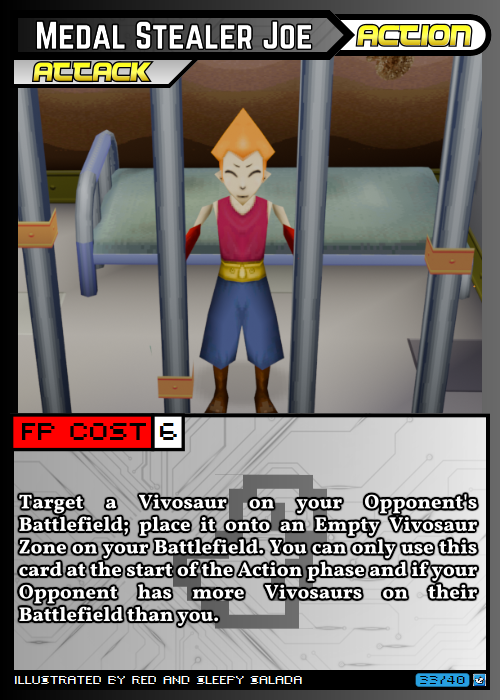 Medal Stealer Joe
ACTION
ATTACK
FP COST 6
Target a Vivosaur on your Opponent's
Battlefield; place it onto an Empty Vivosaur
Zone on your Battlefield. You can only use this
card at the start of the Action phase and if your
Opponent has more Vivosaurs on their
Battlefield than you.
ILLUSTRATED BY RED AND SLEEPY SALADA
33/40